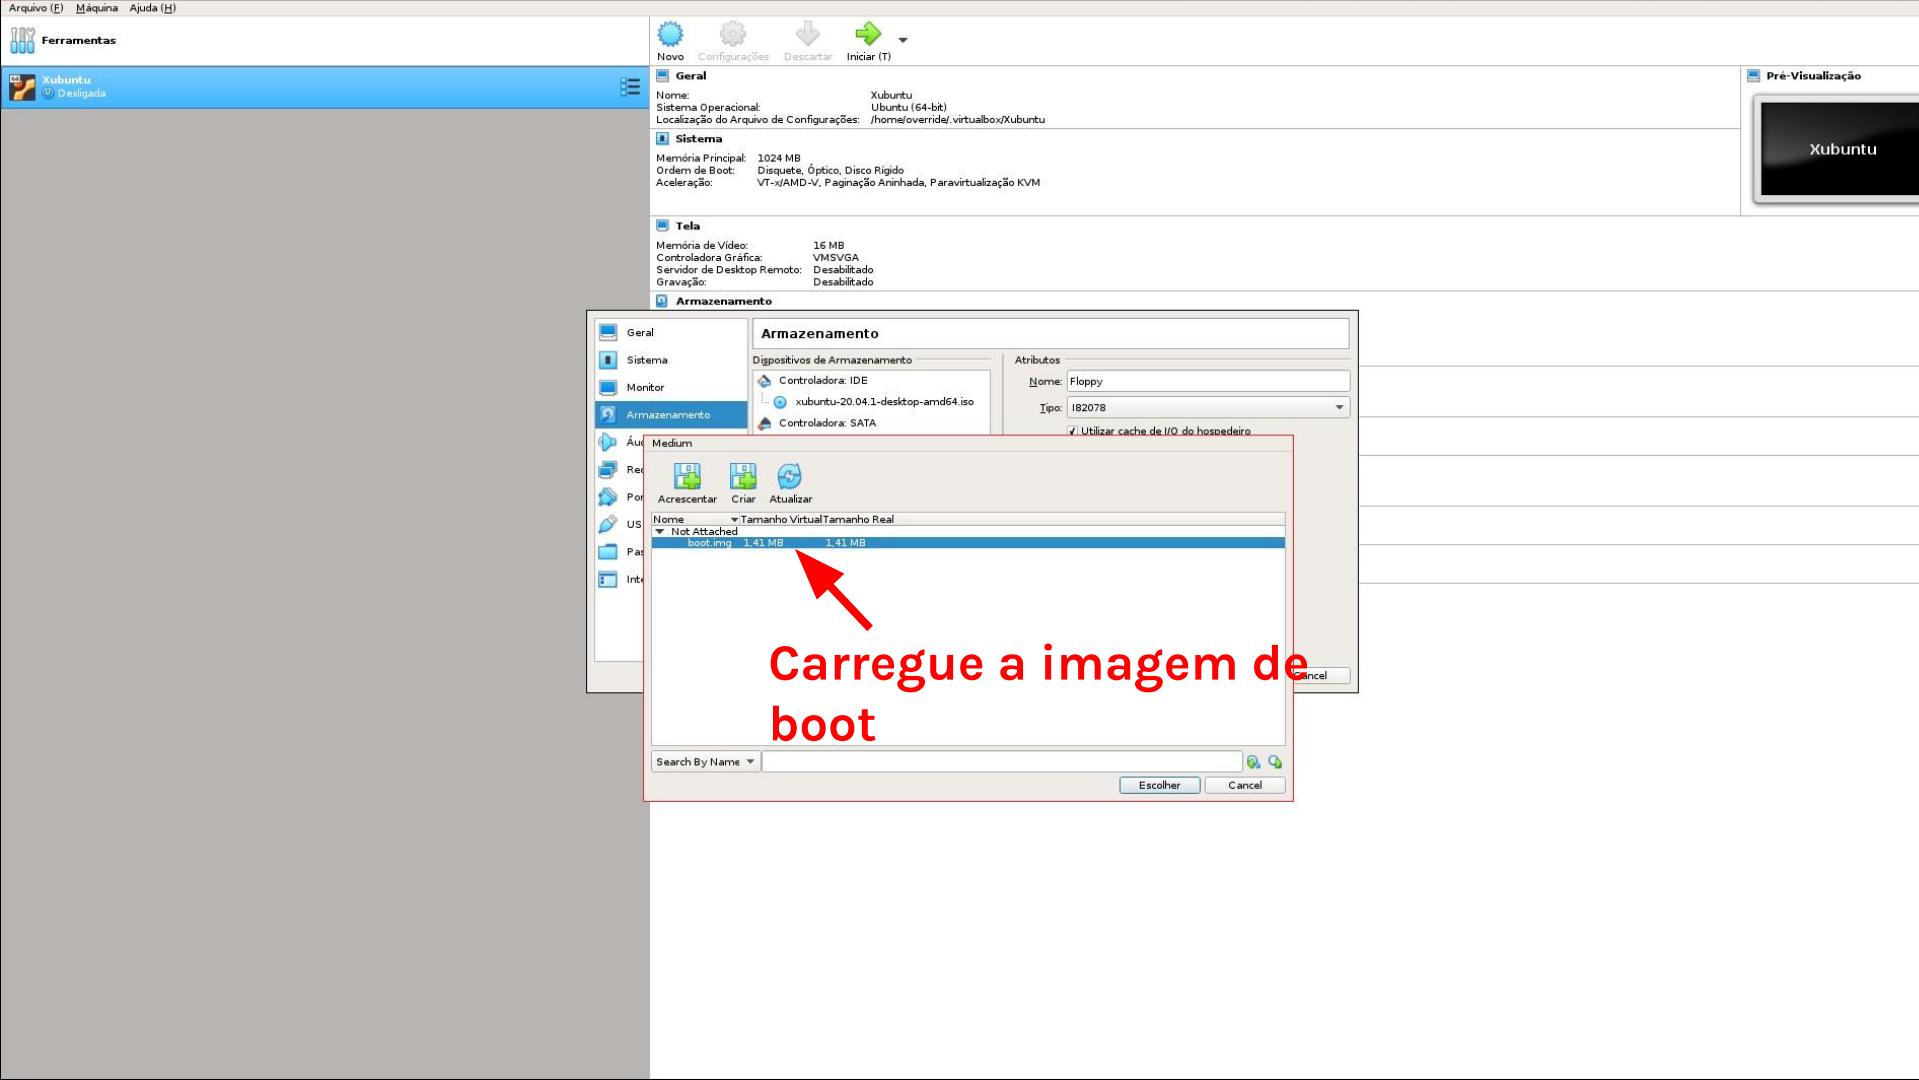 Arquivo (F) Máquina Ajuda (H)
Ferramentas
Xubuntu
Desligada
Novo Configurações Descartar Iniciar (T)
Geral
Nome: Xubuntu
Sistema Operacional: Ubuntu (64-bit)
Localização do Arquivo de Configurações: /home/override/.virtualbox/Xubuntu
Sistema
Memória Principal: 1024 MB
Ordem de Boot: Disquete, Óptico, Disco Rígido
Aceleração: VT-x/AMD-V, Paginação Aninhada, Paravirtualização KVM
Pré-Visualização
Xubuntu
Tela
Memória de Vídeo: 16 MB
Controladora Gráfica: VMSVGA
Servidor de Desktop Remoto: Desabilitado
Gravação: Desabilitado
Armazenamento
Geral
Sistema
Monitor
Armazenamento
Armazenamento
Dispositivos de Armazenamento
Controladora: IDE
xubuntu-20.04.1-desktop-amd64.iso
Controladora: SATA
Atributos
Nome: Floppy
Tipo: I82078
Utilizar cache de I/O do hospedeiro
Medium
Acrescentar Criar Atualizar
Nome Tamanho Virtual Tamanho Real
Not Attached
boot.img 1,41 MB 1,41 MB
Carregue a imagem de
boot
Search By Name
Escolher Cancel